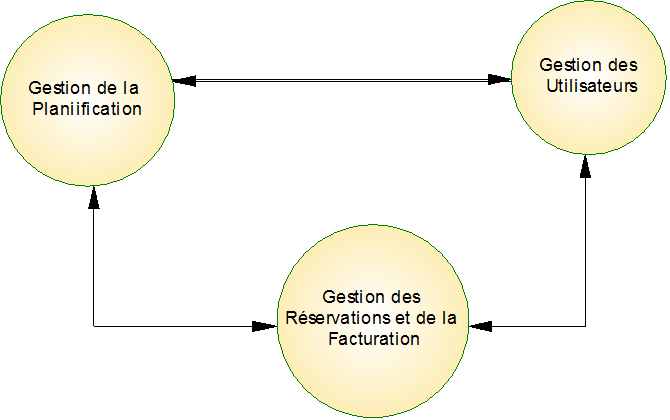 Gestion de la
Planiification
Gestion des
Utilisateurs
Gestion des
Réservations et de la
Facturation